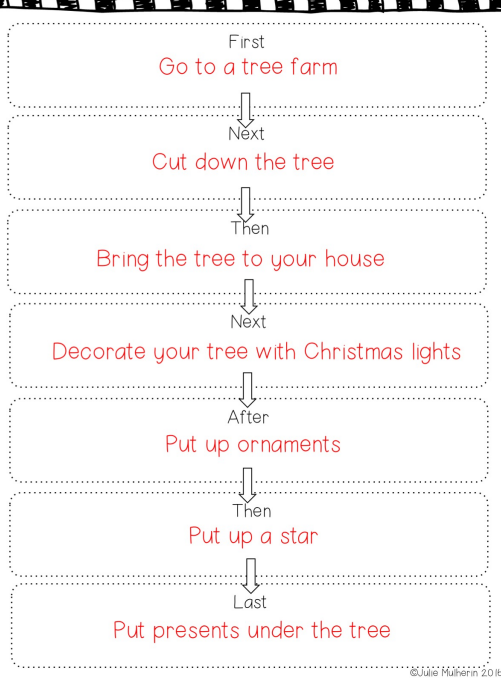 First
Go to a tree farm
Next
Cut down the tree
Then
Bring the tree to your house
Next
Decorate your tree with Christmas lights
After
Put up ornaments
Then
Put up a star
Last
Put presents under the tree
©Julie Mulherin 2016